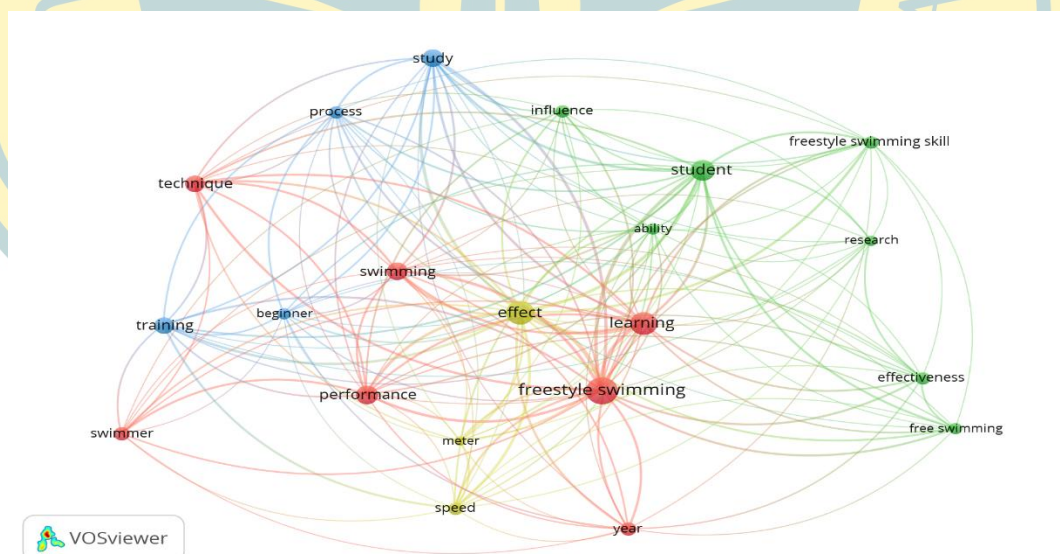 study
process
influence
freestyle swimming skill
student
technique
ability
research
swimming
effect
learning
beginner
training
effectiveness
freestyle swimming
performance
free swimming
swimmer
meter
speed
year
VOSviewer